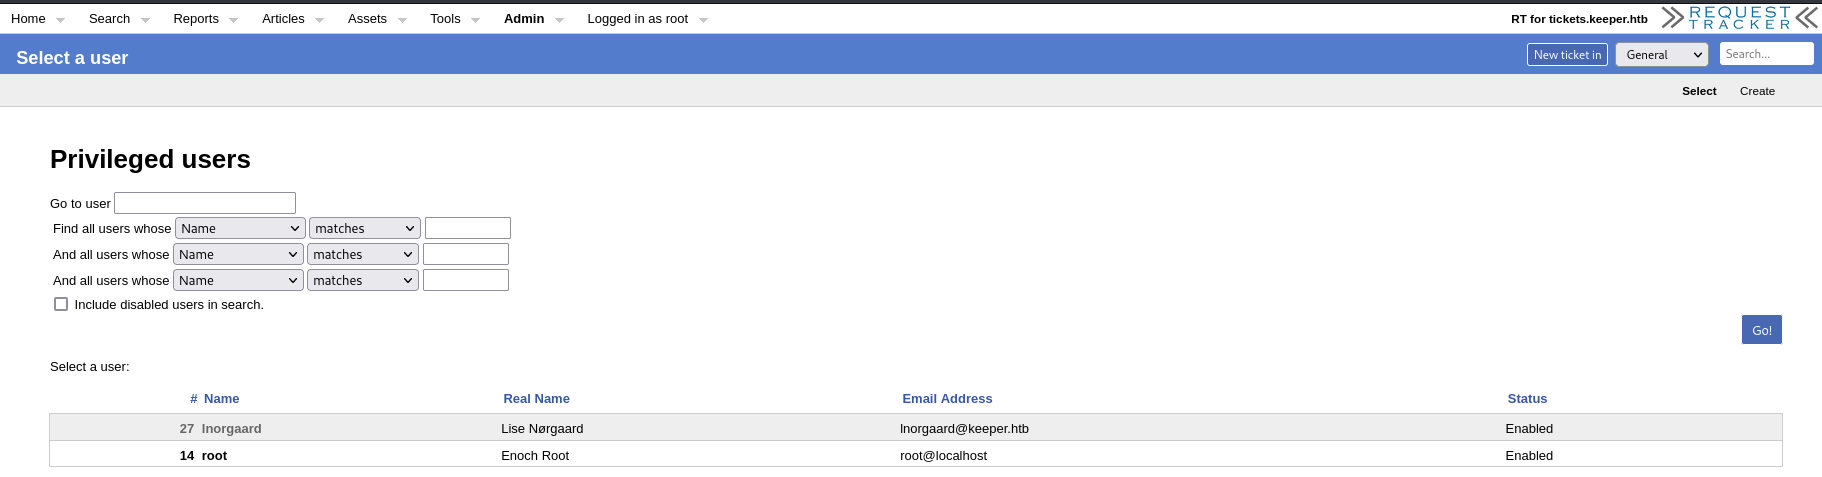 Home Search Reports Articles Assets Tools Admin Logged in as root RT for tickets.keeper.htb REQUEST TRACKER
Select a user New ticket in General Search...
Select Create
Privileged users
Go to user
Find all users whose Name matches
And all users whose Name matches
And all users whose Name matches
Include disabled users in search.
Go!
Select a user:
# Name Real Name Email Address Status
27 lnorgaard Lise Nørgaard lnorgaard@keeper.htb Enabled
14 root Enoch Root root@localhost Enabled